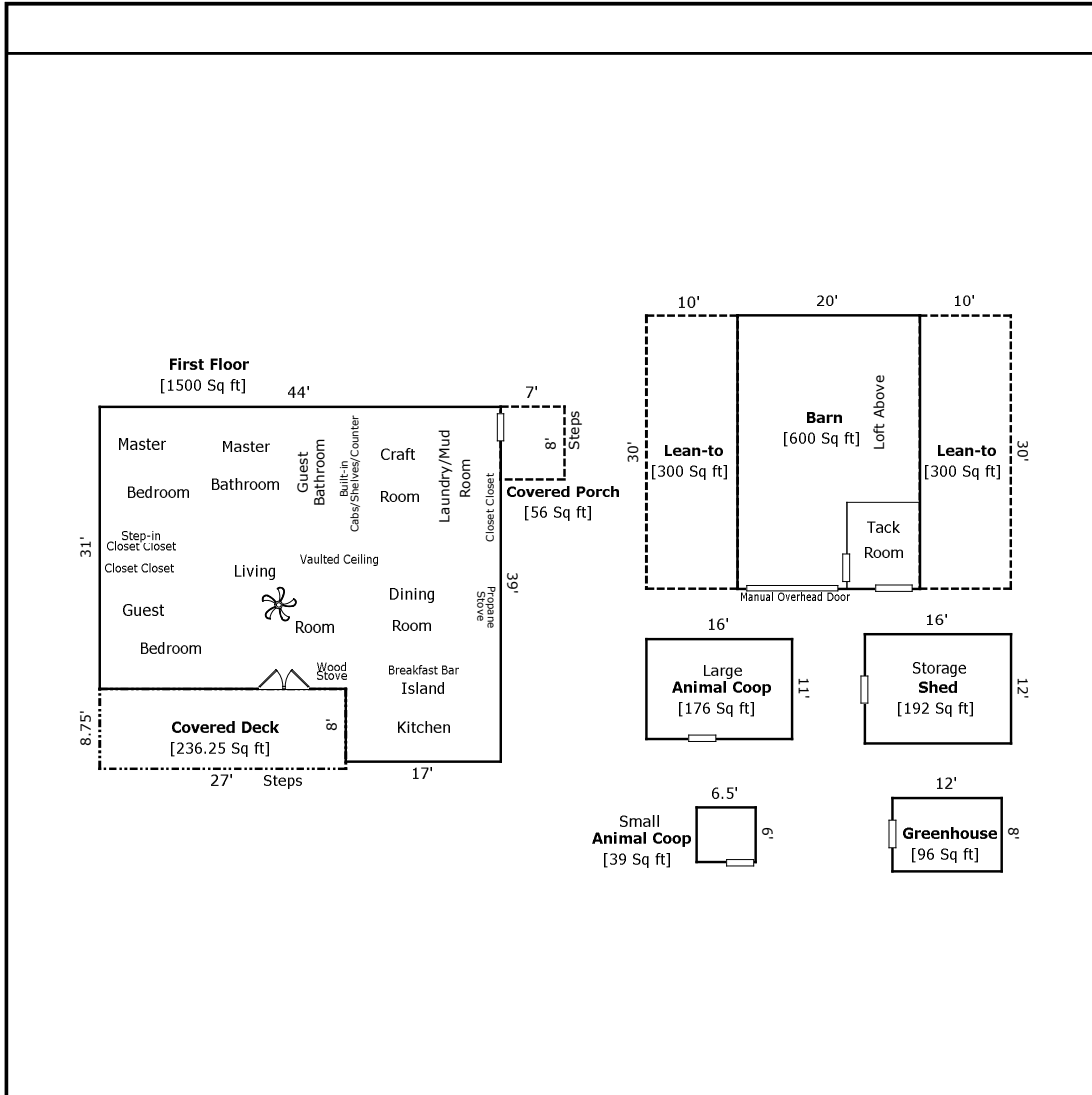 First Floor
[1500 Sq ft]
44'
7'
Master
Bedroom
Master
Bathroom
Guest
Bathroom
Built-in
Cabs/Shelves/Counter
Craft
Room
Laundry/Mud
Room
Closet Closet
8'
Steps
Covered Porch
[56 Sq ft]
31'
Step-in
Closet Closet
Closet Closet
Living
Room
Vaulted Ceiling
Dining
Room
Propane
Stove
39'
Guest
Bedroom
Wood
Stove
Breakfast Bar
Island
Kitchen
8.75'
Covered Deck
[236.25 Sq ft]
8'
27'
Steps
17'
10'
20'
10'
30'
Lean-to
[300 Sq ft]
Barn
[600 Sq ft]
Loft Above
Lean-to
[300 Sq ft]
30'
Tack
Room
Manual Overhead Door
16'
Large
Animal Coop
[176 Sq ft]
11'
16'
Storage
Shed
[192 Sq ft]
12'
6.5'
Small
Animal Coop
[39 Sq ft]
6'
12'
Greenhouse
[96 Sq ft]
8'